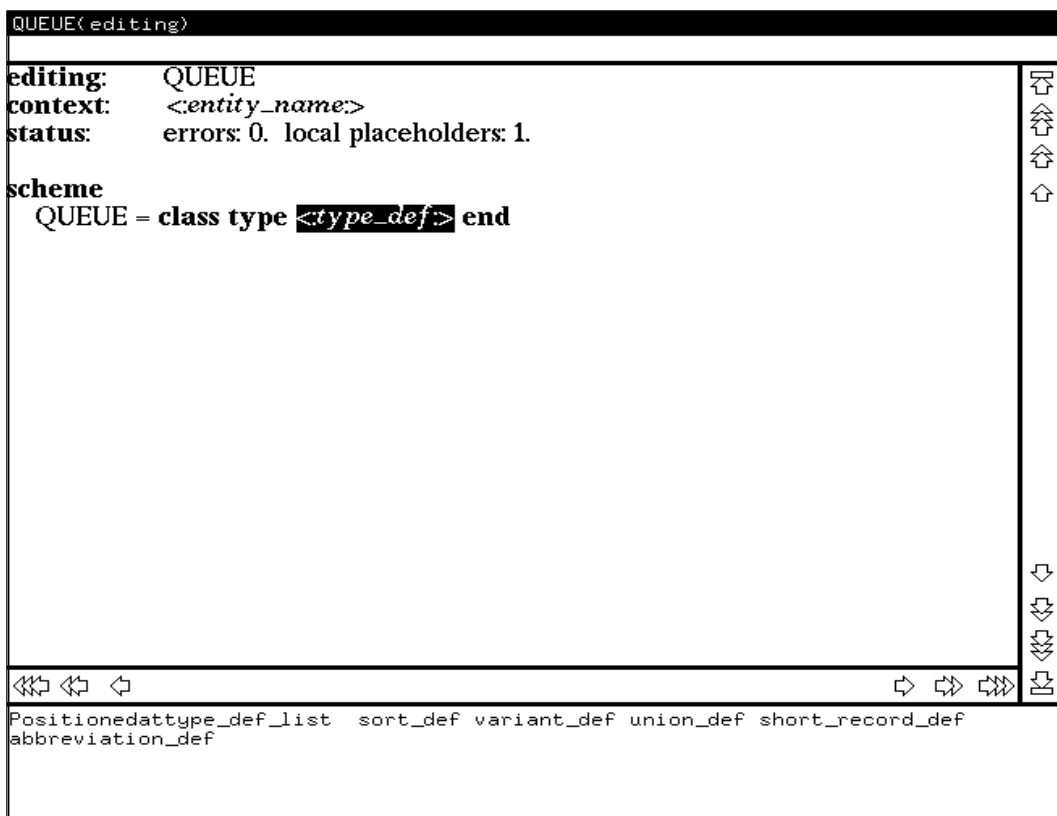 QUEUE(editing)
editing: QUEUE
context: <:entity_name:>
status: errors: 0. local placeholders: 1.
scheme
QUEUE = class type <:type_def:> end
Positionedattype_def_list sort_def variant_def union_def short_record_def
abbreviation_def